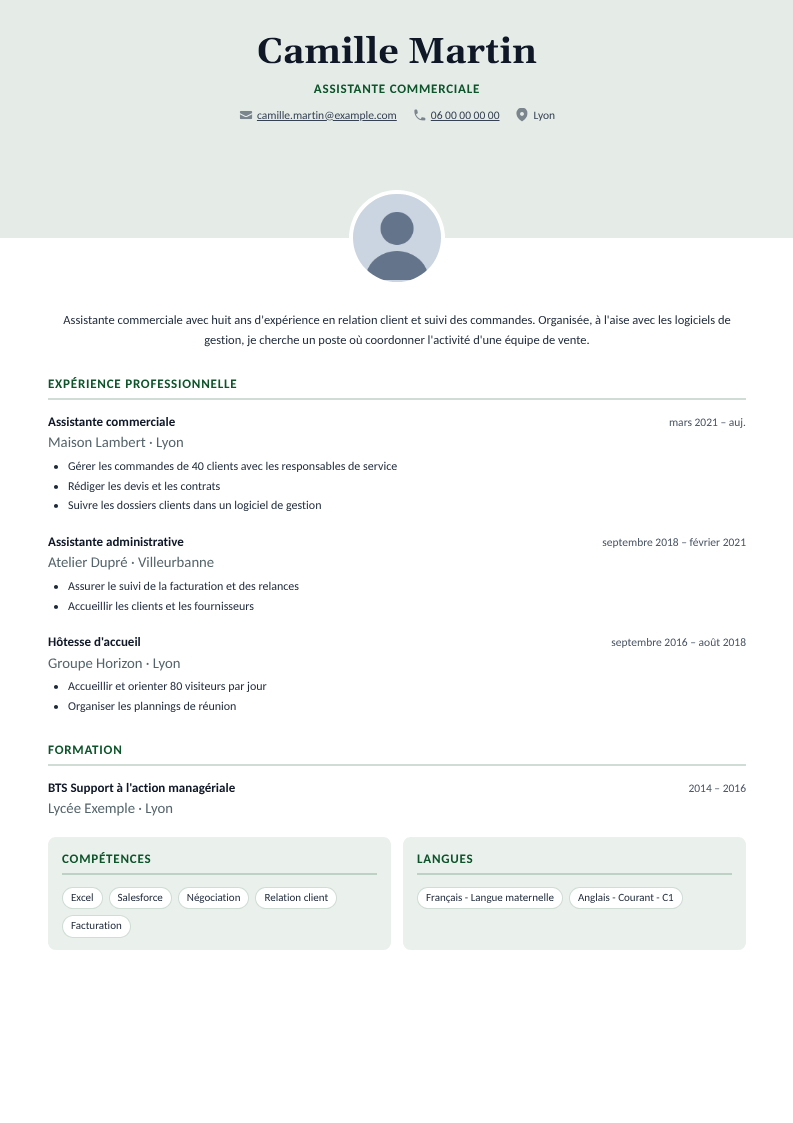 Camille Martin
ASSISTANTE COMMERCIALE
camille.martin@example.com 06 00 00 00 00 Lyon
Assistante commerciale avec huit ans d'expérience en relation client et suivi des commandes. Organisée, à l'aise avec les logiciels de
gestion, je cherche un poste où coordonner l'activité d'une équipe de vente.
EXPÉRIENCE PROFESSIONNELLE
Assistante commerciale mars 2021 – auj.
Maison Lambert · Lyon
• Gérer les commandes de 40 clients avec les responsables de service
• Rédiger les devis et les contrats
• Suivre les dossiers clients dans un logiciel de gestion
Assistante administrative septembre 2018 – février 2021
Atelier Dupré · Villeurbanne
• Assurer le suivi de la facturation et des relances
• Accueillir les clients et les fournisseurs
Hôtesse d'accueil septembre 2016 – août 2018
Groupe Horizon · Lyon
• Accueillir et orienter 80 visiteurs par jour
• Organiser les plannings de réunion
FORMATION
BTS Support à l'action managériale 2014 – 2016
Lycée Exemple · Lyon
COMPÉTENCES
Excel Salesforce Négociation Relation client
Facturation
LANGUES
Français - Langue maternelle Anglais - Courant - C1